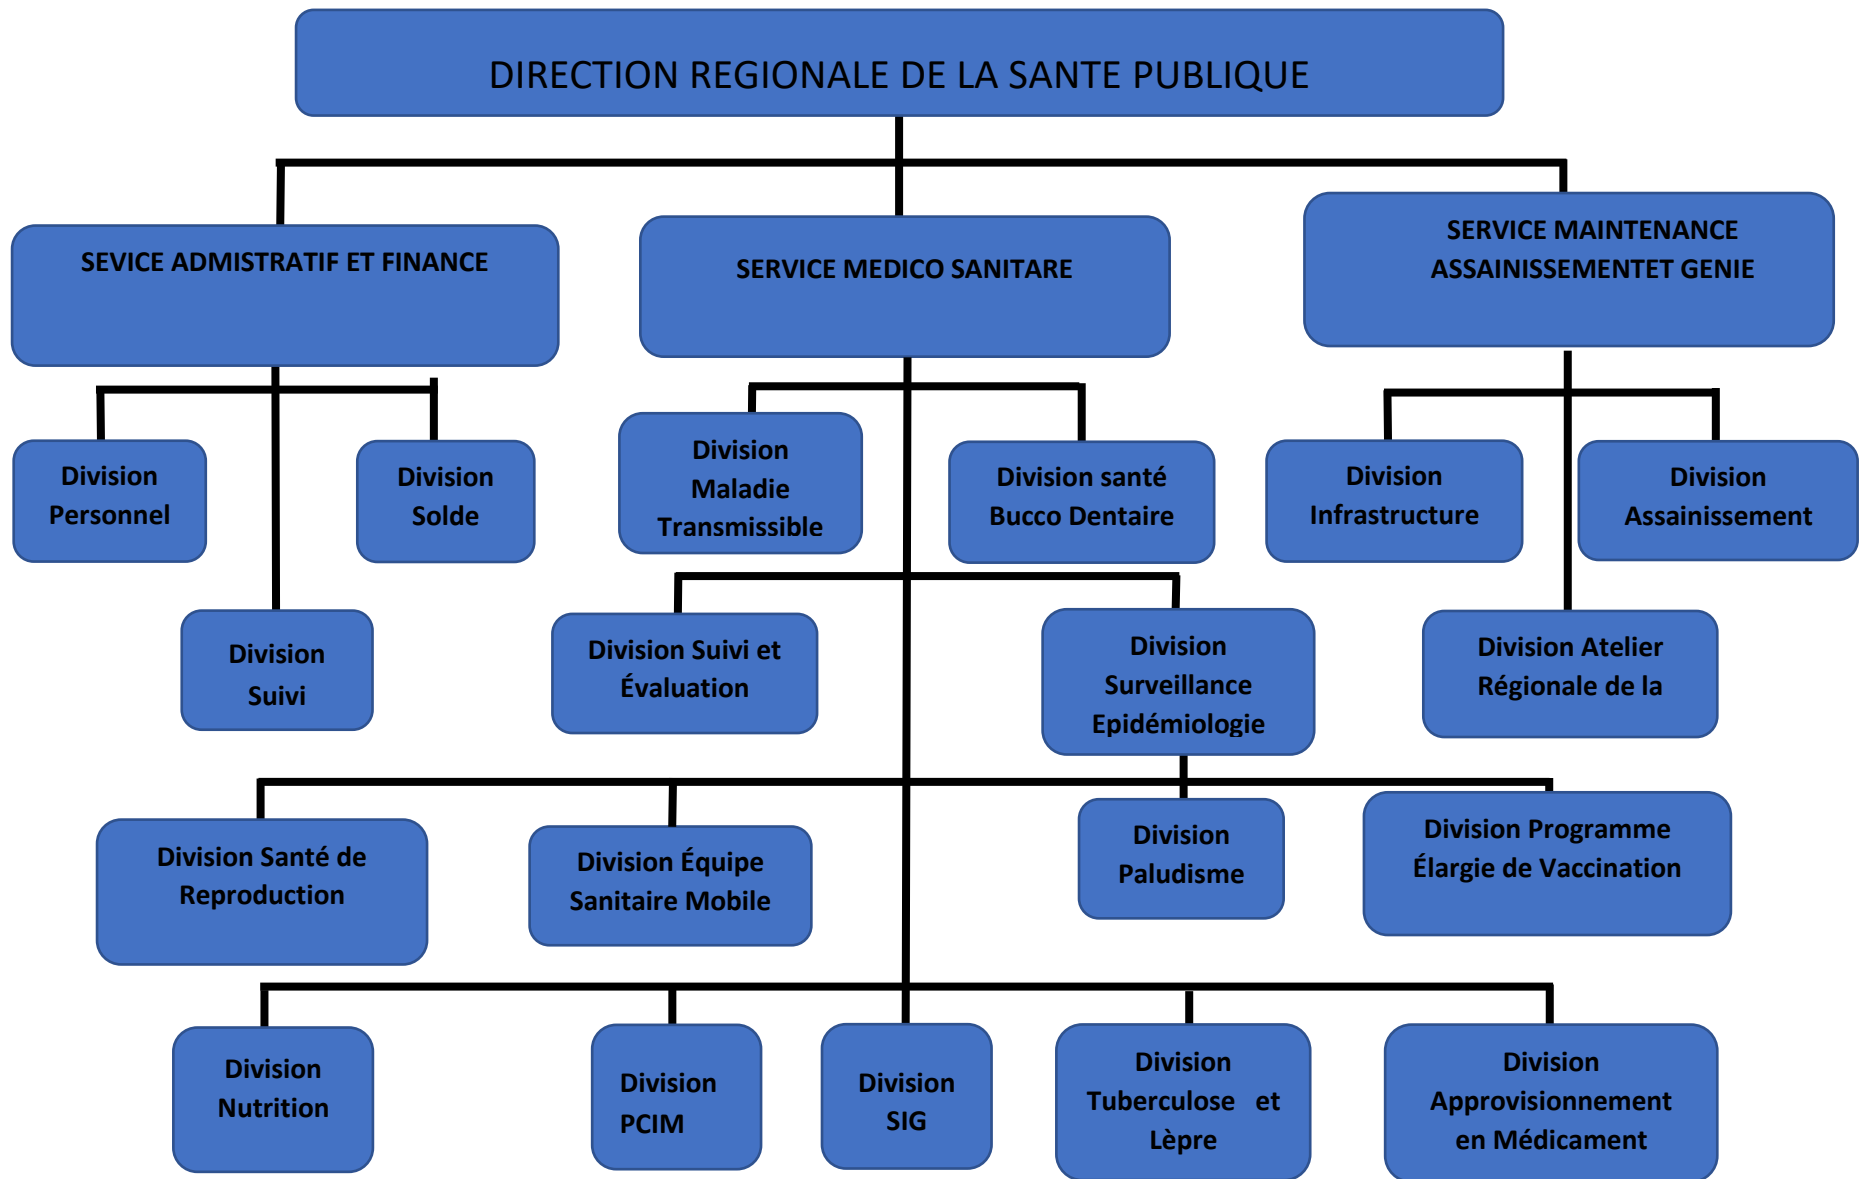 DIRECTION REGIONALE DE LA SANTE PUBLIQUE
SEVICE ADMISTRATIF ET FINANCE
SERVICE MEDICO SANITARE
SERVICE MAINTENANCE
ASSAINISSEMENTET GENIE
Division
Personnel
Division
Solde
Division
Maladie
Transmissible
Division santé
Bucco Dentaire
Division
Infrastructure
Division
Assainissement
Division
Suivi
Division Suivi et
Évaluation
Division
Surveillance
Epidémiologie
Division Atelier
Régionale de la
Division Santé de
Reproduction
Division Équipe
Sanitaire Mobile
Division
Paludisme
Division Programme
Élargie de Vaccination
Division
Nutrition
Division
PCIM
Division
SIG
Division
Tuberculose et
Lèpre
Division
Approvisionnement
en Médicament